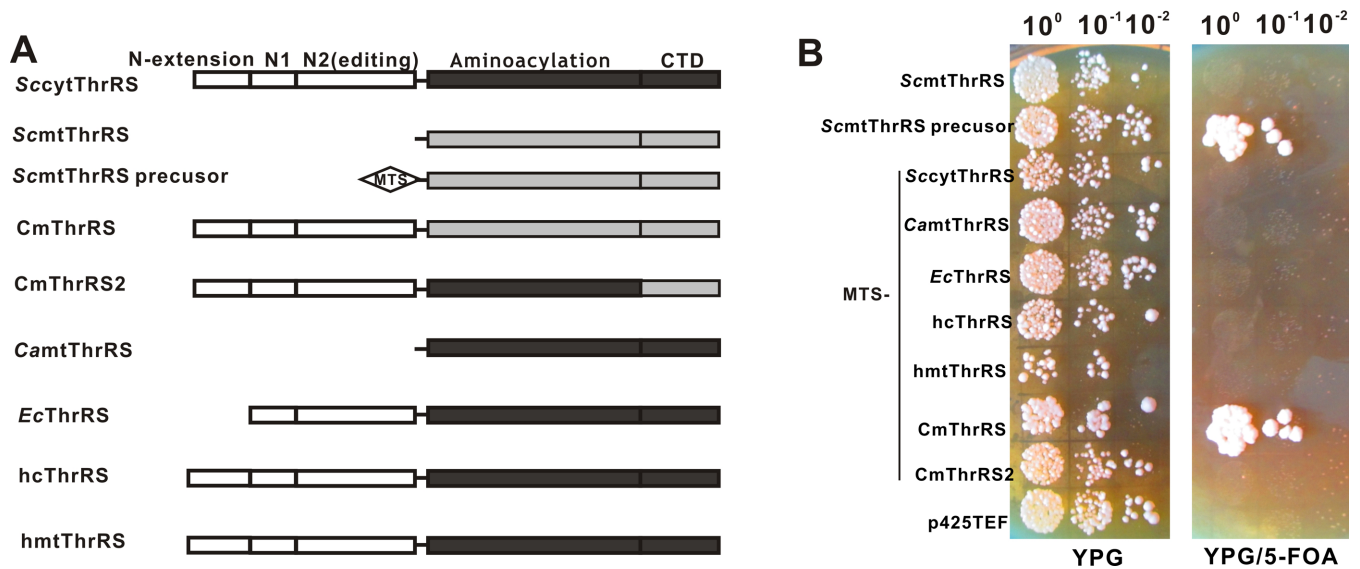 A
N-extension N1 N2(editing) Aminoacylation CTD
SccytThrRS
ScmtThrRS
ScmtThrRS precusor
MTS
CmThrRS
CmThrRS2
CamtThrRS
EcThrRS
hcThrRS
hmtThrRS
B
10⁰ 10⁻¹ 10⁻² 10⁰ 10⁻¹ 10⁻²
ScmtThrRS
ScmtThrRS precusor
SccytThrRS
CamtThrRS
EcThrRS
MTS-
hcThrRS
hmtThrRS
CmThrRS
CmThrRS2
p425TEF
YPG YPG/5-FOA